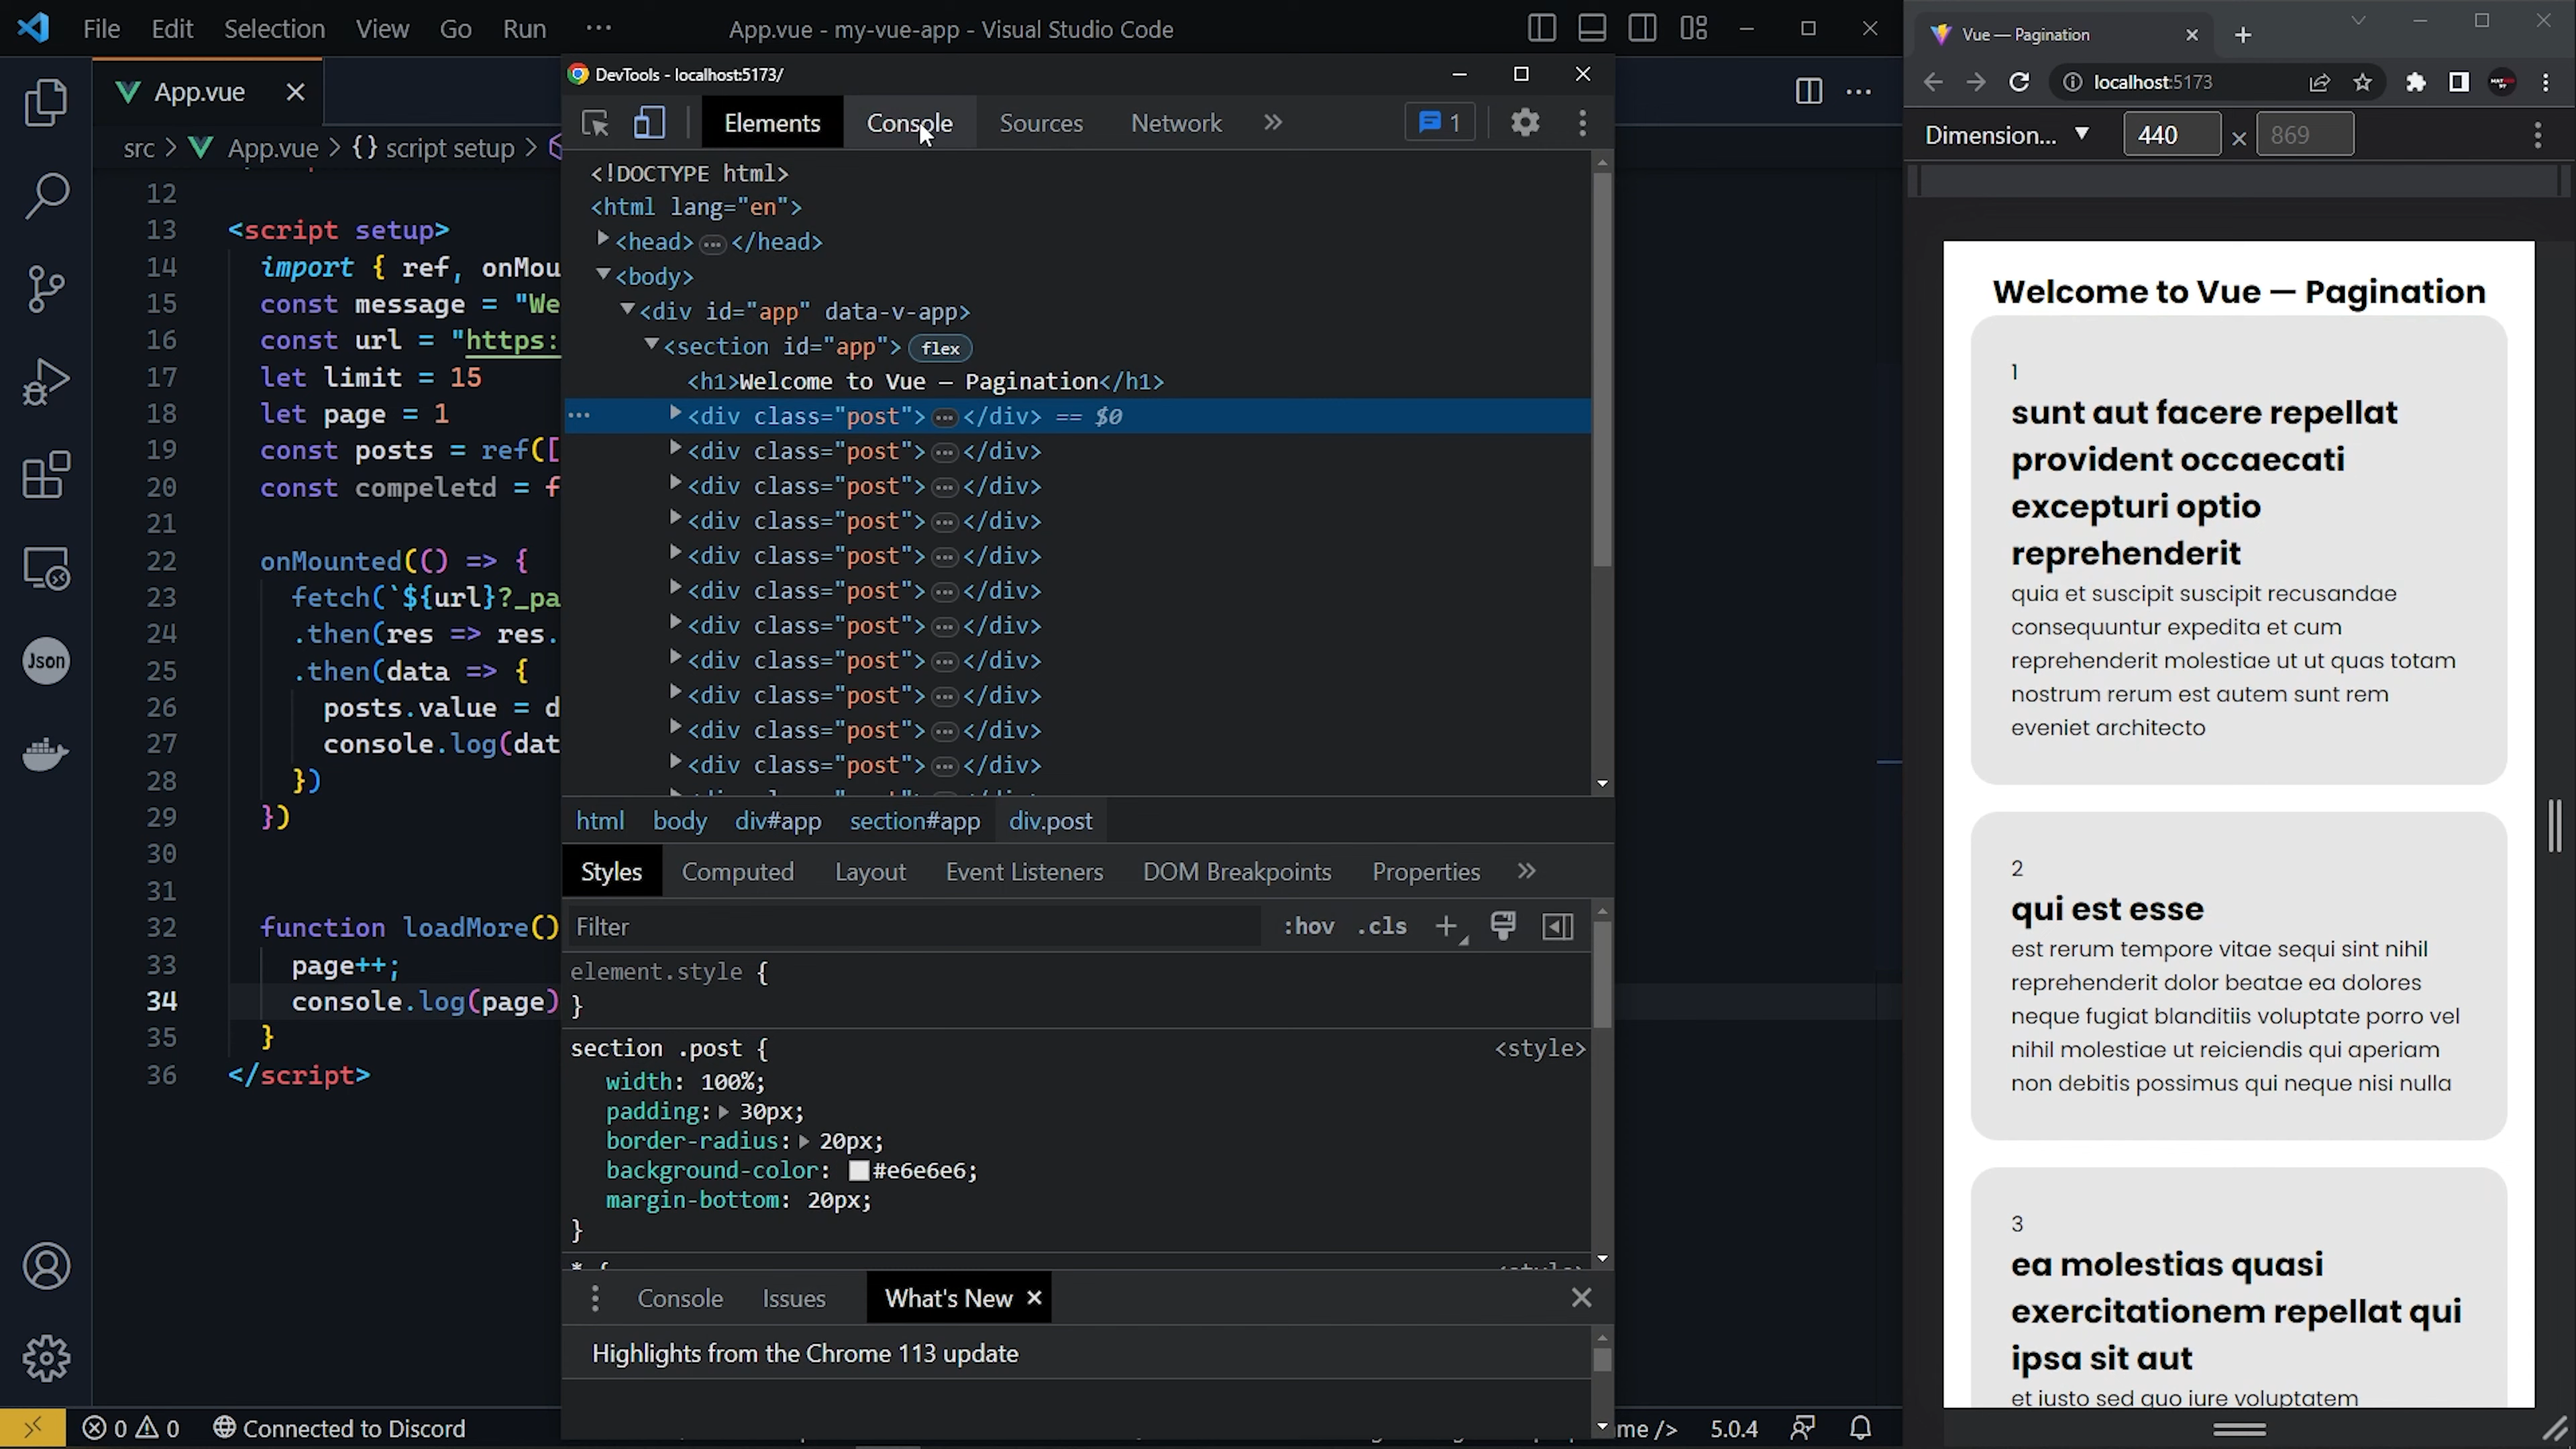 File Edit Selection View Go Run ···
App.vue - my-vue-app - Visual Studio Code
App.vue
src > App.vue > {} script setup >
12
13 <script setup>
14 import { ref, onMou
15 const message = "We
16 const url = "https:
17 let limit = 15
18 let page = 1
19 const posts = ref([
20 const compeletd = f
21
22 onMounted(() => {
23 fetch(`${url}?_pa
24 .then(res => res.
25 .then(data => {
26 posts.value = d
27 console.log(dat
28 })
29 })
30
31
32 function loadMore()
33 page++;
34 console.log(page)
35 }
36 </script>
Json
0 0 Connected to Discord
me /> 5.0.4
DevTools - localhost:5173/
Elements Console Sources Network » 1
<!DOCTYPE html>
<html lang="en">
<head> ··· </head>
<body>
<div id="app" data-v-app>
<section id="app"> flex
<h1>Welcome to Vue — Pagination</h1>
··· <div class="post"> ··· </div> == $0
<div class="post"> ··· </div>
<div class="post"> ··· </div>
<div class="post"> ··· </div>
<div class="post"> ··· </div>
<div class="post"> ··· </div>
<div class="post"> ··· </div>
<div class="post"> ··· </div>
<div class="post"> ··· </div>
<div class="post"> ··· </div>
<div class="post"> ··· </div>
html body div#app section#app div.post
Styles Computed Layout Event Listeners DOM Breakpoints Properties »
Filter :hov .cls +
element.style {
}
section .post { <style>
width: 100%;
padding: 30px;
border-radius: 20px;
background-color: #e6e6e6;
margin-bottom: 20px;
}
Console Issues What's New
Highlights from the Chrome 113 update
Vue — Pagination
localhost:5173
Dimension... 440 × 869
Welcome to Vue — Pagination
1
sunt aut facere repellat
provident occaecati
excepturi optio
reprehenderit
quia et suscipit suscipit recusandae
consequuntur expedita et cum
reprehenderit molestiae ut ut quas totam
nostrum rerum est autem sunt rem
eveniet architecto
2
qui est esse
est rerum tempore vitae sequi sint nihil
reprehenderit dolor beatae ea dolores
neque fugiat blanditiis voluptate porro vel
nihil molestiae ut reiciendis qui aperiam
non debitis possimus qui neque nisi nulla
3
ea molestias quasi
exercitationem repellat qui
ipsa sit aut
et iusto sed quo iure voluptatem